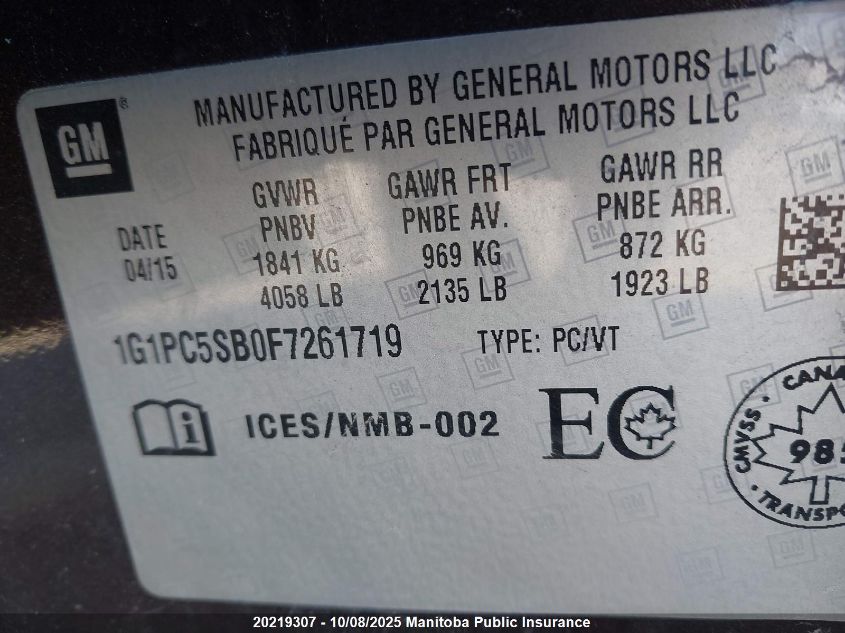 GM ®
MANUFACTURED BY GENERAL MOTORS LLC
FABRIQUÉ PAR GENERAL MOTORS LLC
DATE
04/15
GVWR
PNBV
1841 KG
4058 LB
GAWR FRT
PNBE AV.
969 KG
2135 LB
GAWR RR
PNBE ARR.
872 KG
1923 LB
1G1PC5SB0F7261719 TYPE: PC/VT
i ICES/NMB-002 EC
CMVSS · CANA
985
· TRANSPO
20219307 - 10/08/2025 Manitoba Public Insurance